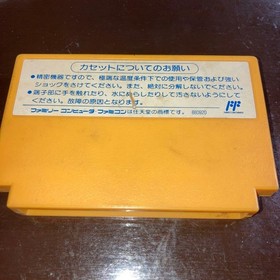 カセットについてのお願い
●精密機器ですので、極端な温度条件下での使用や保管および強い
ショックをさけてください。また、絶対に分解しないでください。
●端子部に手を触れたり、水にぬらしたりして汚さないようにして
ください。故障の原因となります。
ファミリーコンピュータ ファミコンは任天堂の商標です。